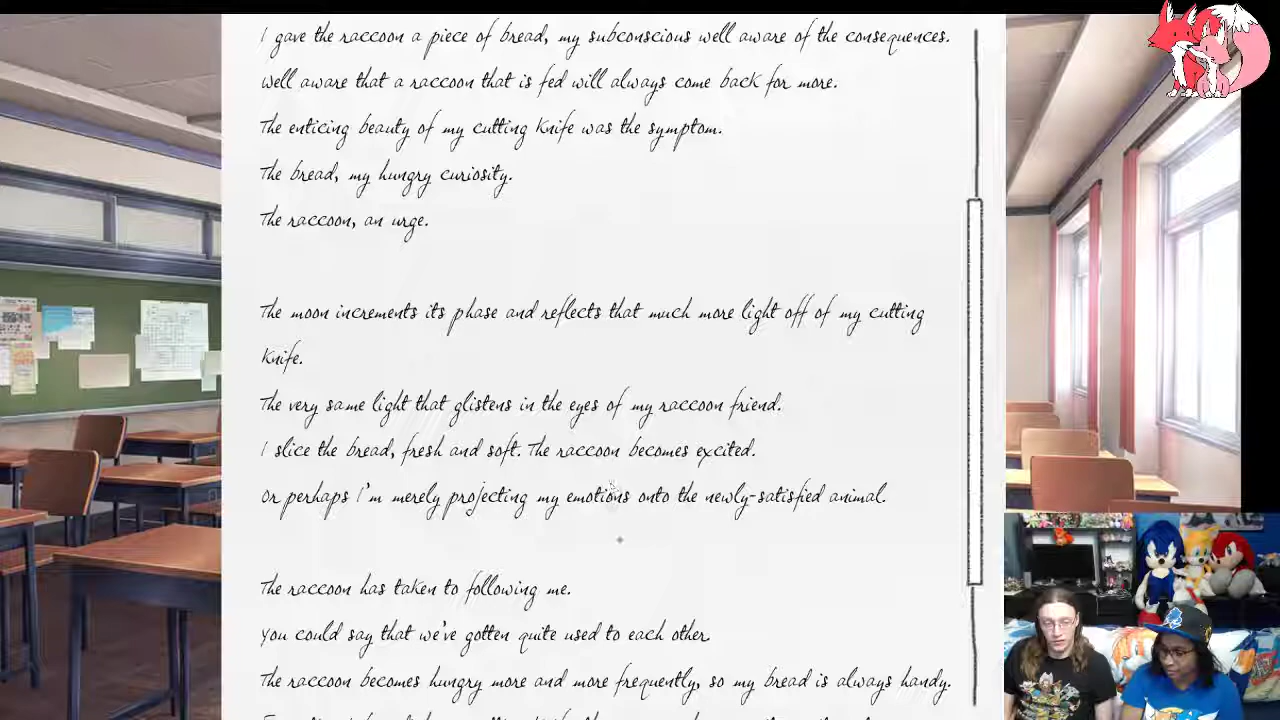 I gave the raccoon a piece of bread, my subconscious well aware of the consequences.
Well aware that a raccoon that is fed will always come back for more.
The enticing beauty of my cutting knife was the symptom.
The bread, my hungry curiosity.
The raccoon, an urge.
The moon increments its phase and reflects that much more light off of my cutting
knife.
The very same light that glistens in the eyes of my raccoon friend.
I slice the bread, fresh and soft. The raccoon becomes excited.
Or perhaps I'm merely projecting my emotions onto the newly-satisfied animal.
The raccoon has taken to following me.
You could say that we've gotten quite used to each other
The raccoon becomes hungry more and more frequently, so my bread is always handy.